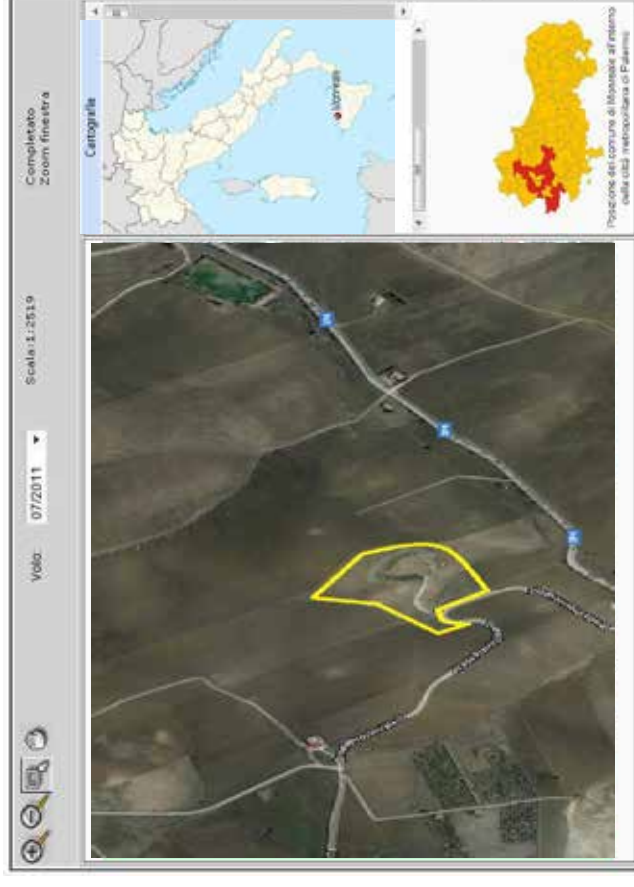 Volo:
07/2011
Scala:1:2519
Completato
Zoom finestra
Cartografie
Monreale
Posizione del comune di Monreale all'interno
della città metropolitana di Palermo